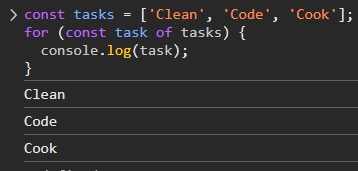 const tasks = ['Clean', 'Code', 'Cook'];
for (const task of tasks) {
  console.log(task);
}
Clean
Code
Cook